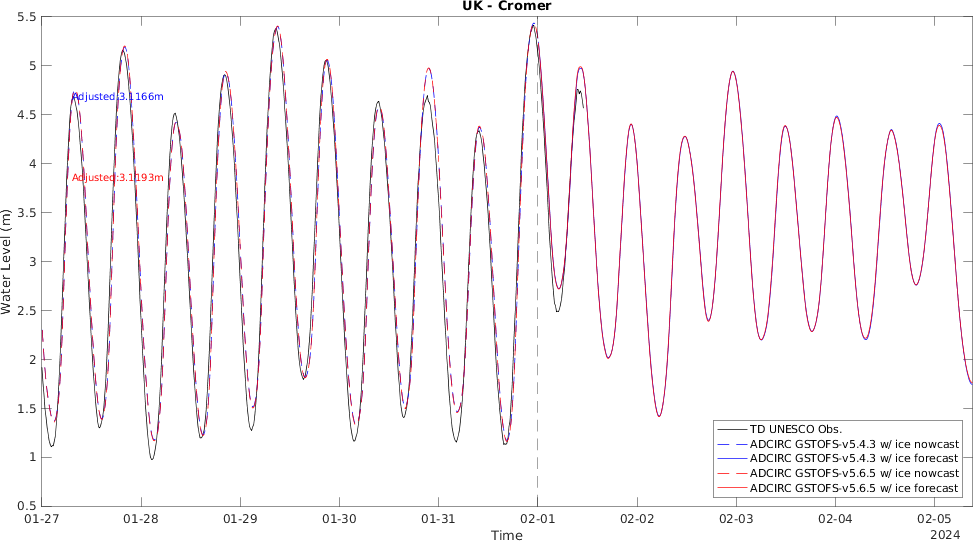 UK - Cromer
5.5
5
4.5
4
3.5
3
2.5
2
1.5
1
0.5
Water Level (m)
Adjusted:3.1166m
Adjusted:3.1193m
TD UNESCO Obs.
ADCIRC GSTOFS-v5.4.3 w/ ice nowcast
ADCIRC GSTOFS-v5.4.3 w/ ice forecast
ADCIRC GSTOFS-v5.6.5 w/ ice nowcast
ADCIRC GSTOFS-v5.6.5 w/ ice forecast
01-27 01-28 01-29 01-30 01-31 02-01 02-02 02-03 02-04 02-05
Time
2024